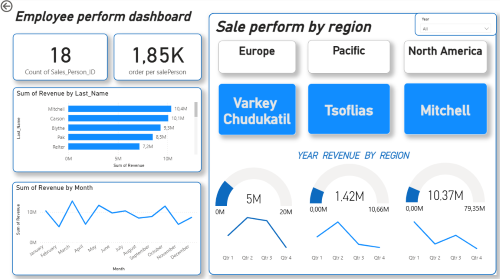 Employee perform dashboard
18
Count of Sales_Person_ID
1,85K
order per salePerson
Sum of Revenue by Last_Name
Last_Name
Mitchell
10,4M
Carson
10,1M
Blythe
9,3M
Pak
8,5M
Reiter
7,2M
0M
5M
10M
Sum of Revenue
Sum of Revenue by Month
Sum of Revenue
10M
0M
January
February
March
April
May
June
July
August
September
October
November
December
Month
Sale perform by region
Year
All
Europe
Pacific
North America
Varkey
Chudukatil
Tsoflias
Mitchell
YEAR REVENUE BY REGION
5M
0M
20M
1.42M
0,00M
10,66M
10,37M
0,00M
79,35M
Qtr 1
Qtr 2
Qtr 3
Qtr 4
Qtr 1
Qtr 2
Qtr 3
Qtr 4
Qtr 1
Qtr 2
Qtr 3
Qtr 4